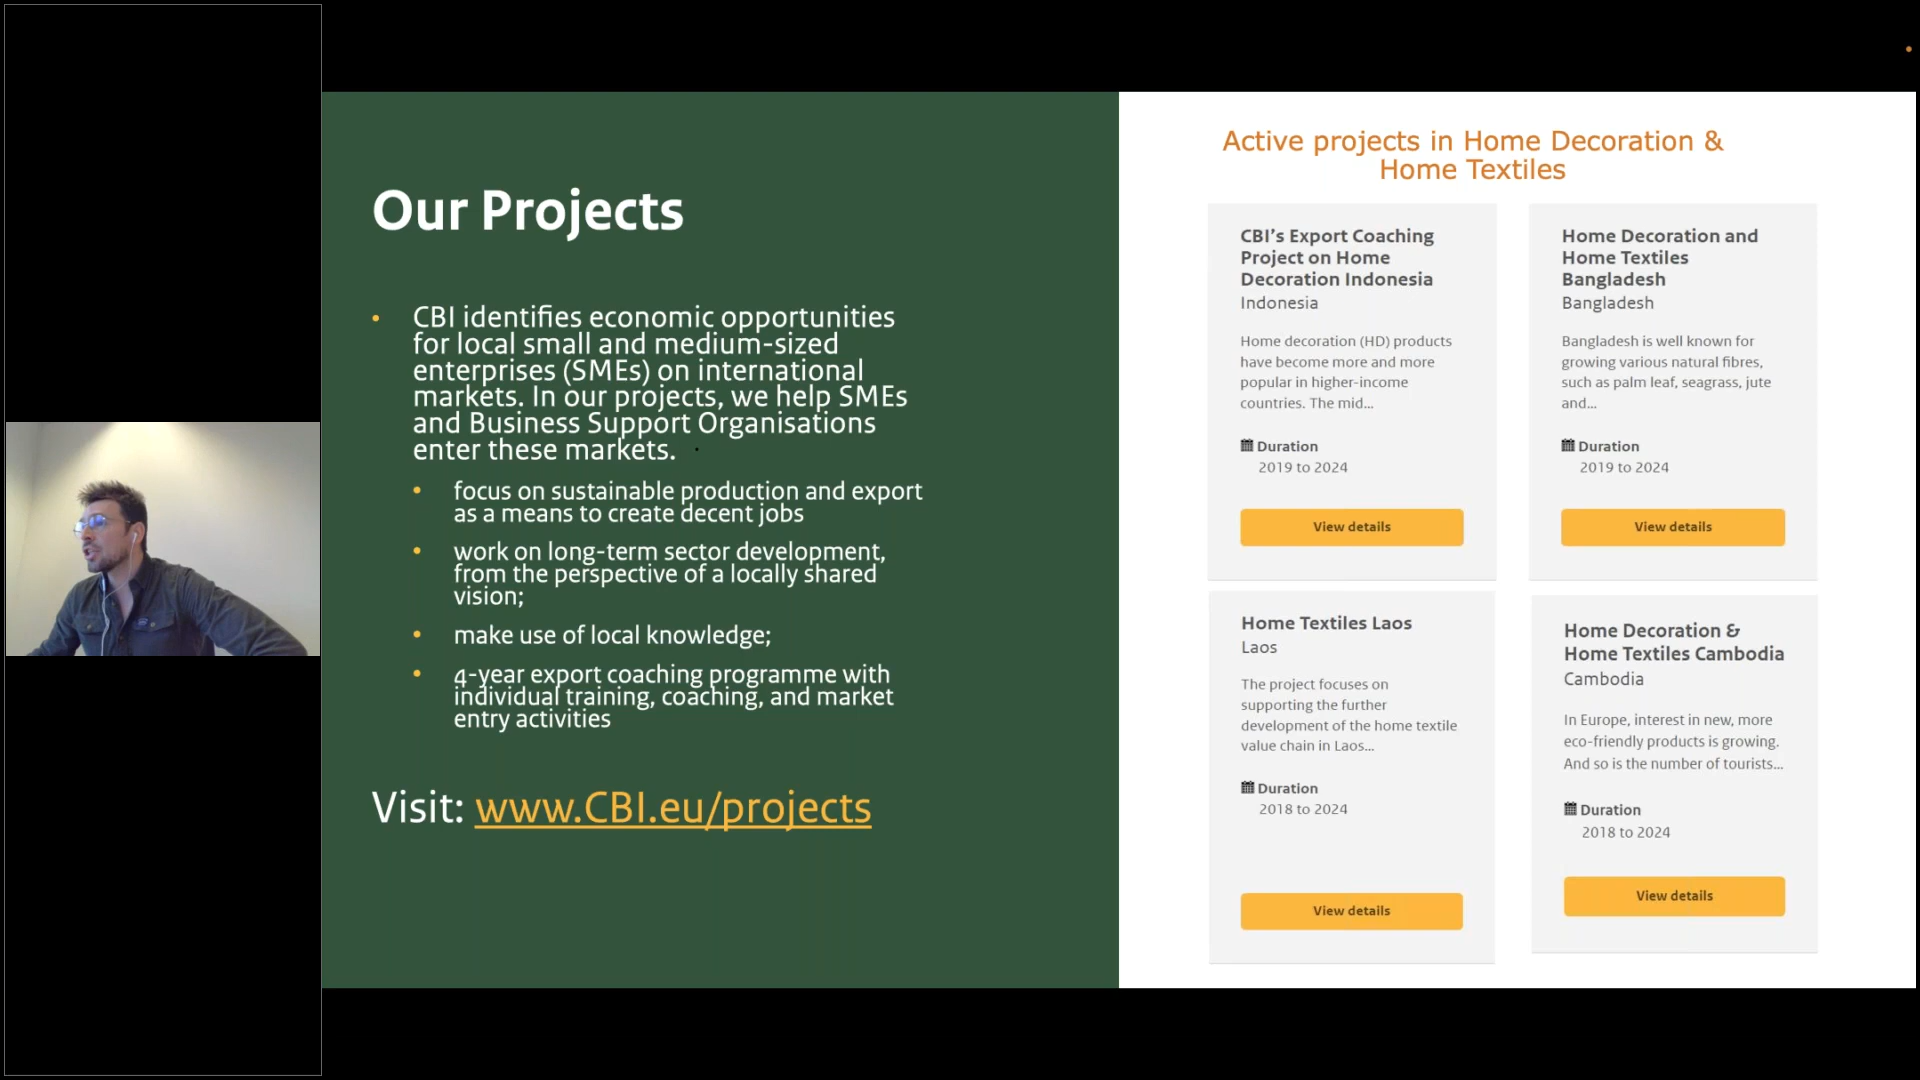 Our Projects
• CBI identifies economic opportunities
for local small and medium-sized
enterprises (SMEs) on international
markets. In our projects, we help SMEs
and Business Support Organisations
enter these markets.
• focus on sustainable production and export
as a means to create decent jobs
• work on long-term sector development,
from the perspective of a locally shared
vision;
• make use of local knowledge;
• 4-year export coaching programme with
individual training, coaching, and market
entry activities
Visit: www.CBI.eu/projects
Active projects in Home Decoration &
Home Textiles
CBI’s Export Coaching
Project on Home
Decoration Indonesia
Indonesia
Home decoration (HD) products
have become more and more
popular in higher-income
countries. The mid...
Duration
2019 to 2024
View details
Home Decoration and
Home Textiles
Bangladesh
Bangladesh
Bangladesh is well known for
growing various natural fibres,
such as palm leaf, seagrass, jute
and...
Duration
2019 to 2024
View details
Home Textiles Laos
Laos
The project focuses on
supporting the further
development of the home textile
value chain in Laos...
Duration
2018 to 2024
View details
Home Decoration &
Home Textiles Cambodia
Cambodia
In Europe, interest in new, more
eco-friendly products is growing.
And so is the number of tourists...
Duration
2018 to 2024
View details